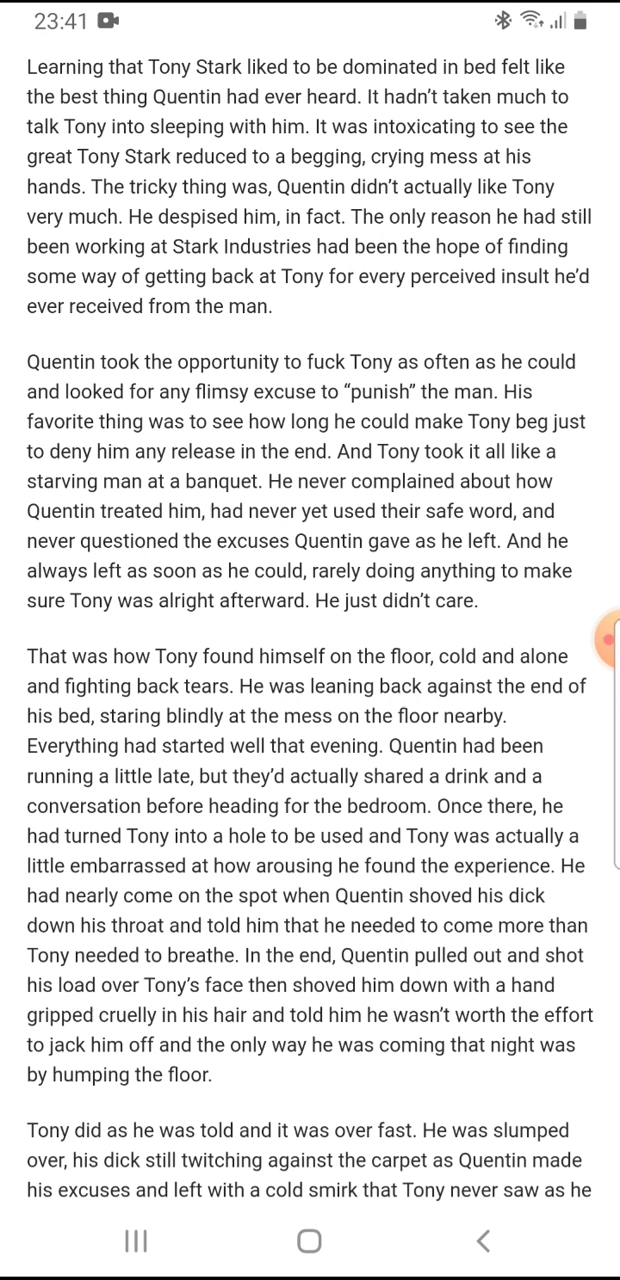 23:41
Learning that Tony Stark liked to be dominated in bed felt like
the best thing Quentin had ever heard. It hadn’t taken much to
talk Tony into sleeping with him. It was intoxicating to see the
great Tony Stark reduced to a begging, crying mess at his
hands. The tricky thing was, Quentin didn’t actually like Tony
very much. He despised him, in fact. The only reason he had still
been working at Stark Industries had been the hope of finding
some way of getting back at Tony for every perceived insult he’d
ever received from the man.
Quentin took the opportunity to fuck Tony as often as he could
and looked for any flimsy excuse to “punish” the man. His
favorite thing was to see how long he could make Tony beg just
to deny him any release in the end. And Tony took it all like a
starving man at a banquet. He never complained about how
Quentin treated him, had never yet used their safe word, and
never questioned the excuses Quentin gave as he left. And he
always left as soon as he could, rarely doing anything to make
sure Tony was alright afterward. He just didn’t care.
That was how Tony found himself on the floor, cold and alone
and fighting back tears. He was leaning back against the end of
his bed, staring blindly at the mess on the floor nearby.
Everything had started well that evening. Quentin had been
running a little late, but they’d actually shared a drink and a
conversation before heading for the bedroom. Once there, he
had turned Tony into a hole to be used and Tony was actually a
little embarrassed at how arousing he found the experience. He
had nearly come on the spot when Quentin shoved his dick
down his throat and told him that he needed to come more than
Tony needed to breathe. In the end, Quentin pulled out and shot
his load over Tony’s face then shoved him down with a hand
gripped cruelly in his hair and told him he wasn’t worth the effort
to jack him off and the only way he was coming that night was
by humping the floor.
Tony did as he was told and it was over fast. He was slumped
over, his dick still twitching against the carpet as Quentin made
his excuses and left with a cold smirk that Tony never saw as he